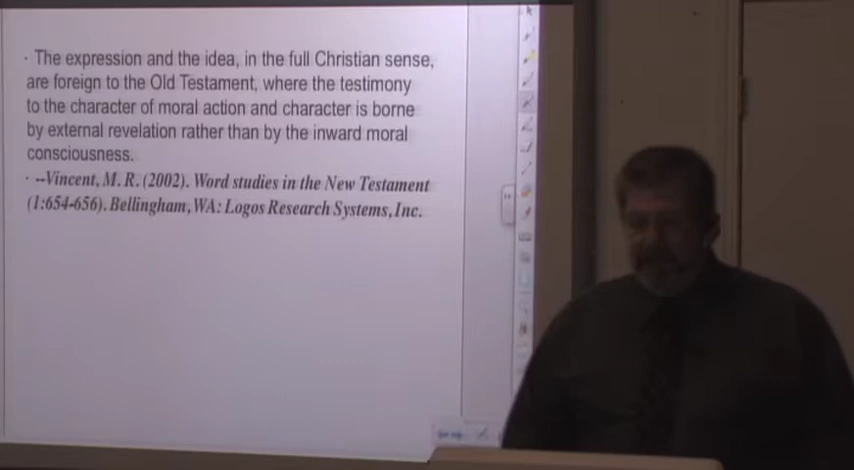 · The expression and the idea, in the full Christian sense,
are foreign to the Old Testament, where the testimony
to the character of moral action and character is borne
by external revelation rather than by the inward moral
consciousness.
· --Vincent, M. R. (2002). Word studies in the New Testament
(1:654-656). Bellingham, WA: Logos Research Systems, Inc.